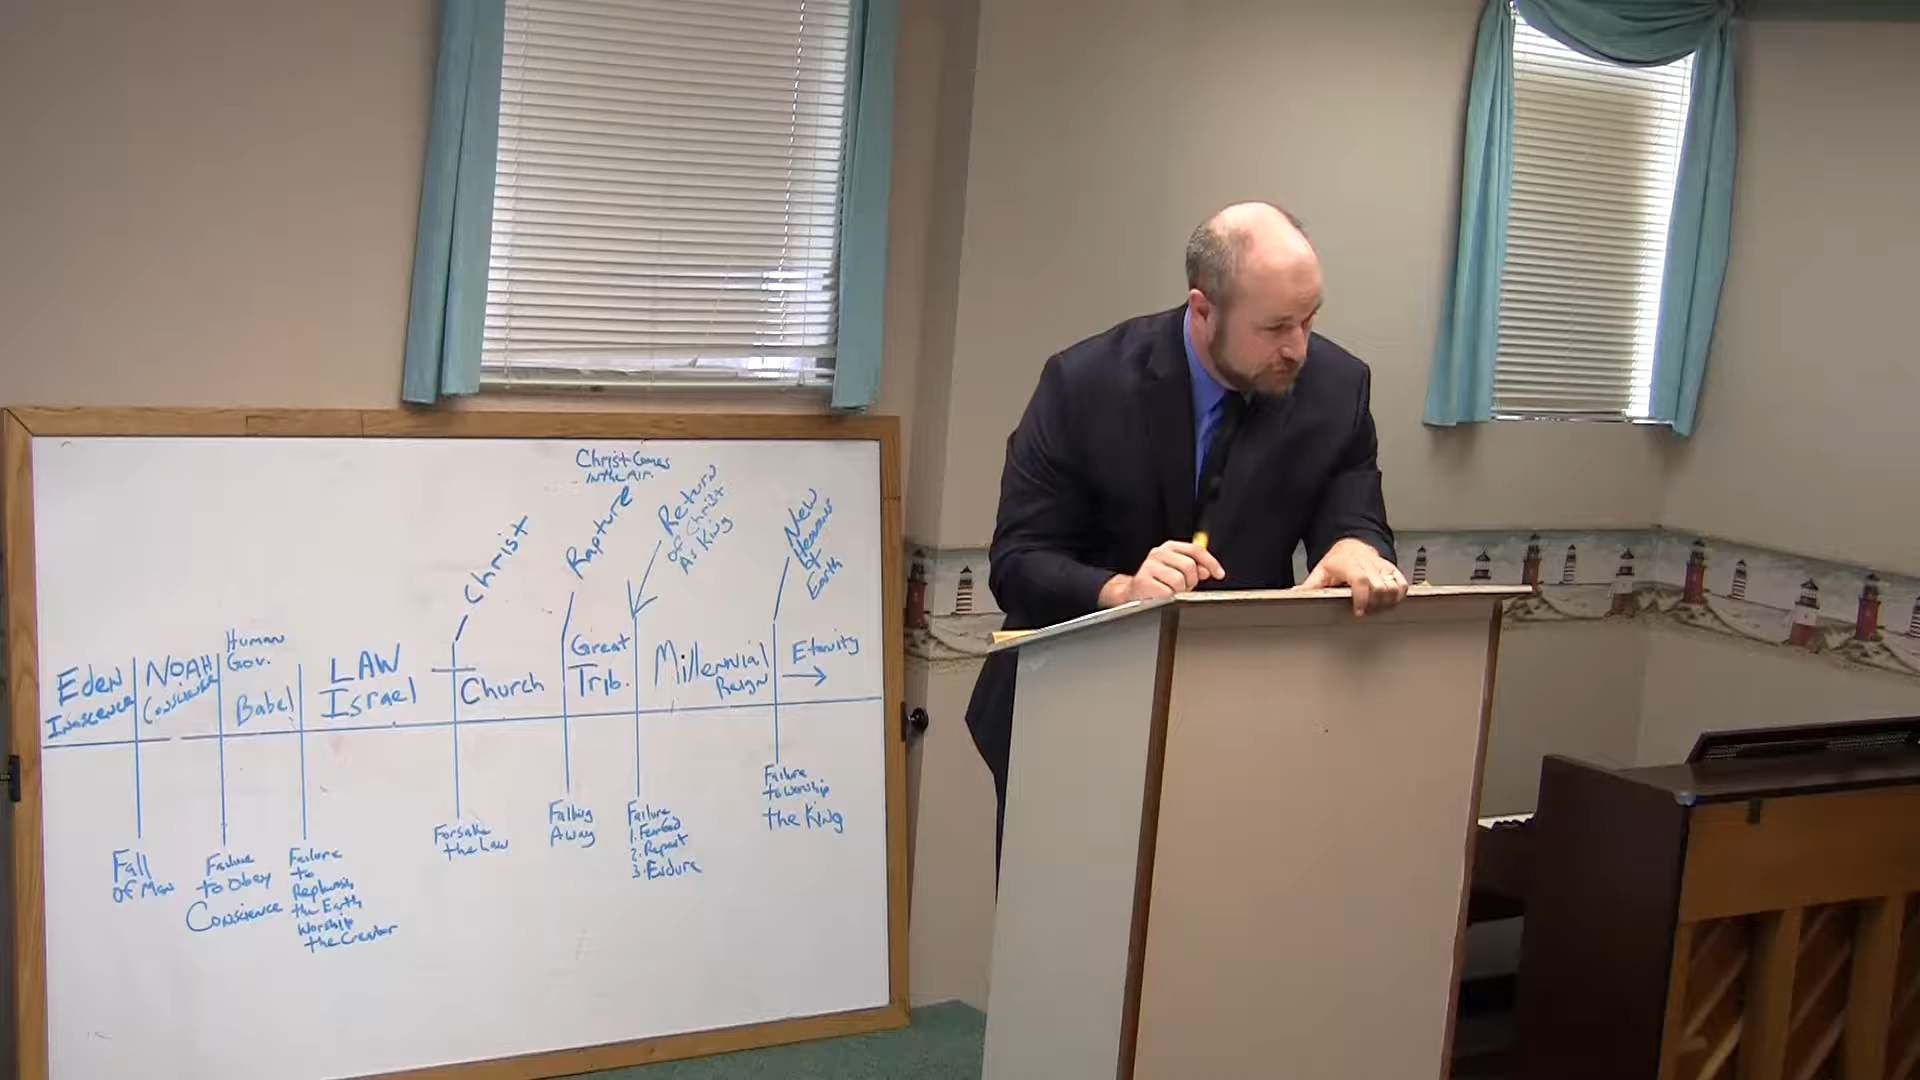 Christ Comes
In the Air
Rapture
Return
of Christ
As King
Christ
New
Heavens
&
Earth
Eden
Innocence
NOAH
Conscience
Human
Gov.
Babel
LAW
Israel
Church
Great
Trib.
Millennial
Reign
Eternity
Fall
of Man
Failure
to Obey
Conscience
Failure
to
Replenish
the Earth
Worship
the Creator
Forsake
the Law
Falling
Away
Failure
1. Fear God
2. Repent
3. Endure
Failure
to worship
the King